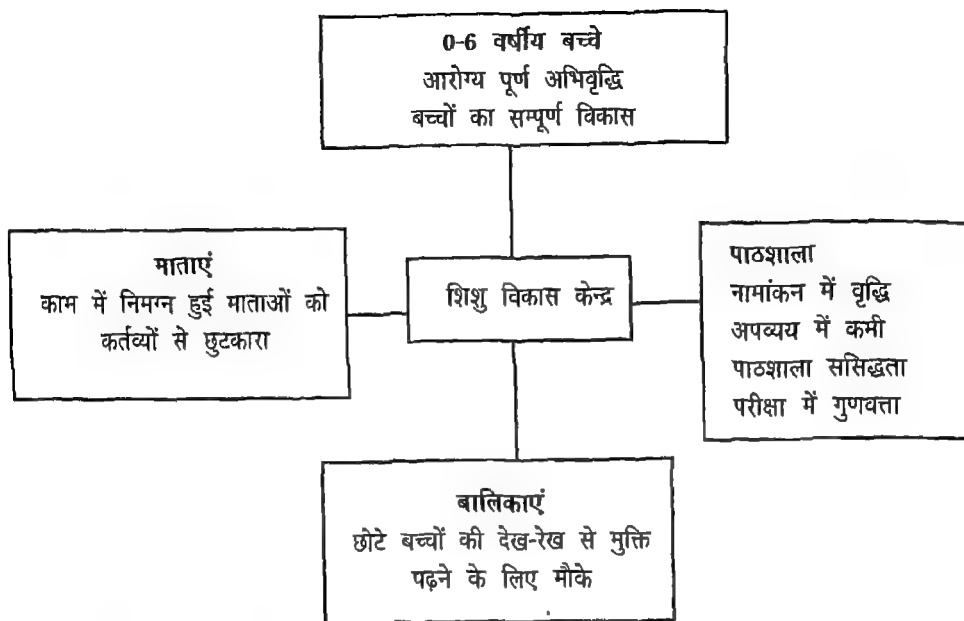 0-6 वर्षीय बच्चे
आरोग्य पूर्ण अभिवृद्धि
बच्चों का सम्पूर्ण विकास
माताएं
काम में निमग्न हुई माताओं को
कर्तव्यों से छुटकारा
शिशु विकास केन्द्र
पाठशाला
नामांकन में वृद्धि
अपव्यय में कमी
पाठशाला ससिद्धता
परीक्षा में गुणवत्ता
बालिकाएं
छोटे बच्चों की देख-रेख से मुक्ति
पढ़ने के लिए मौके